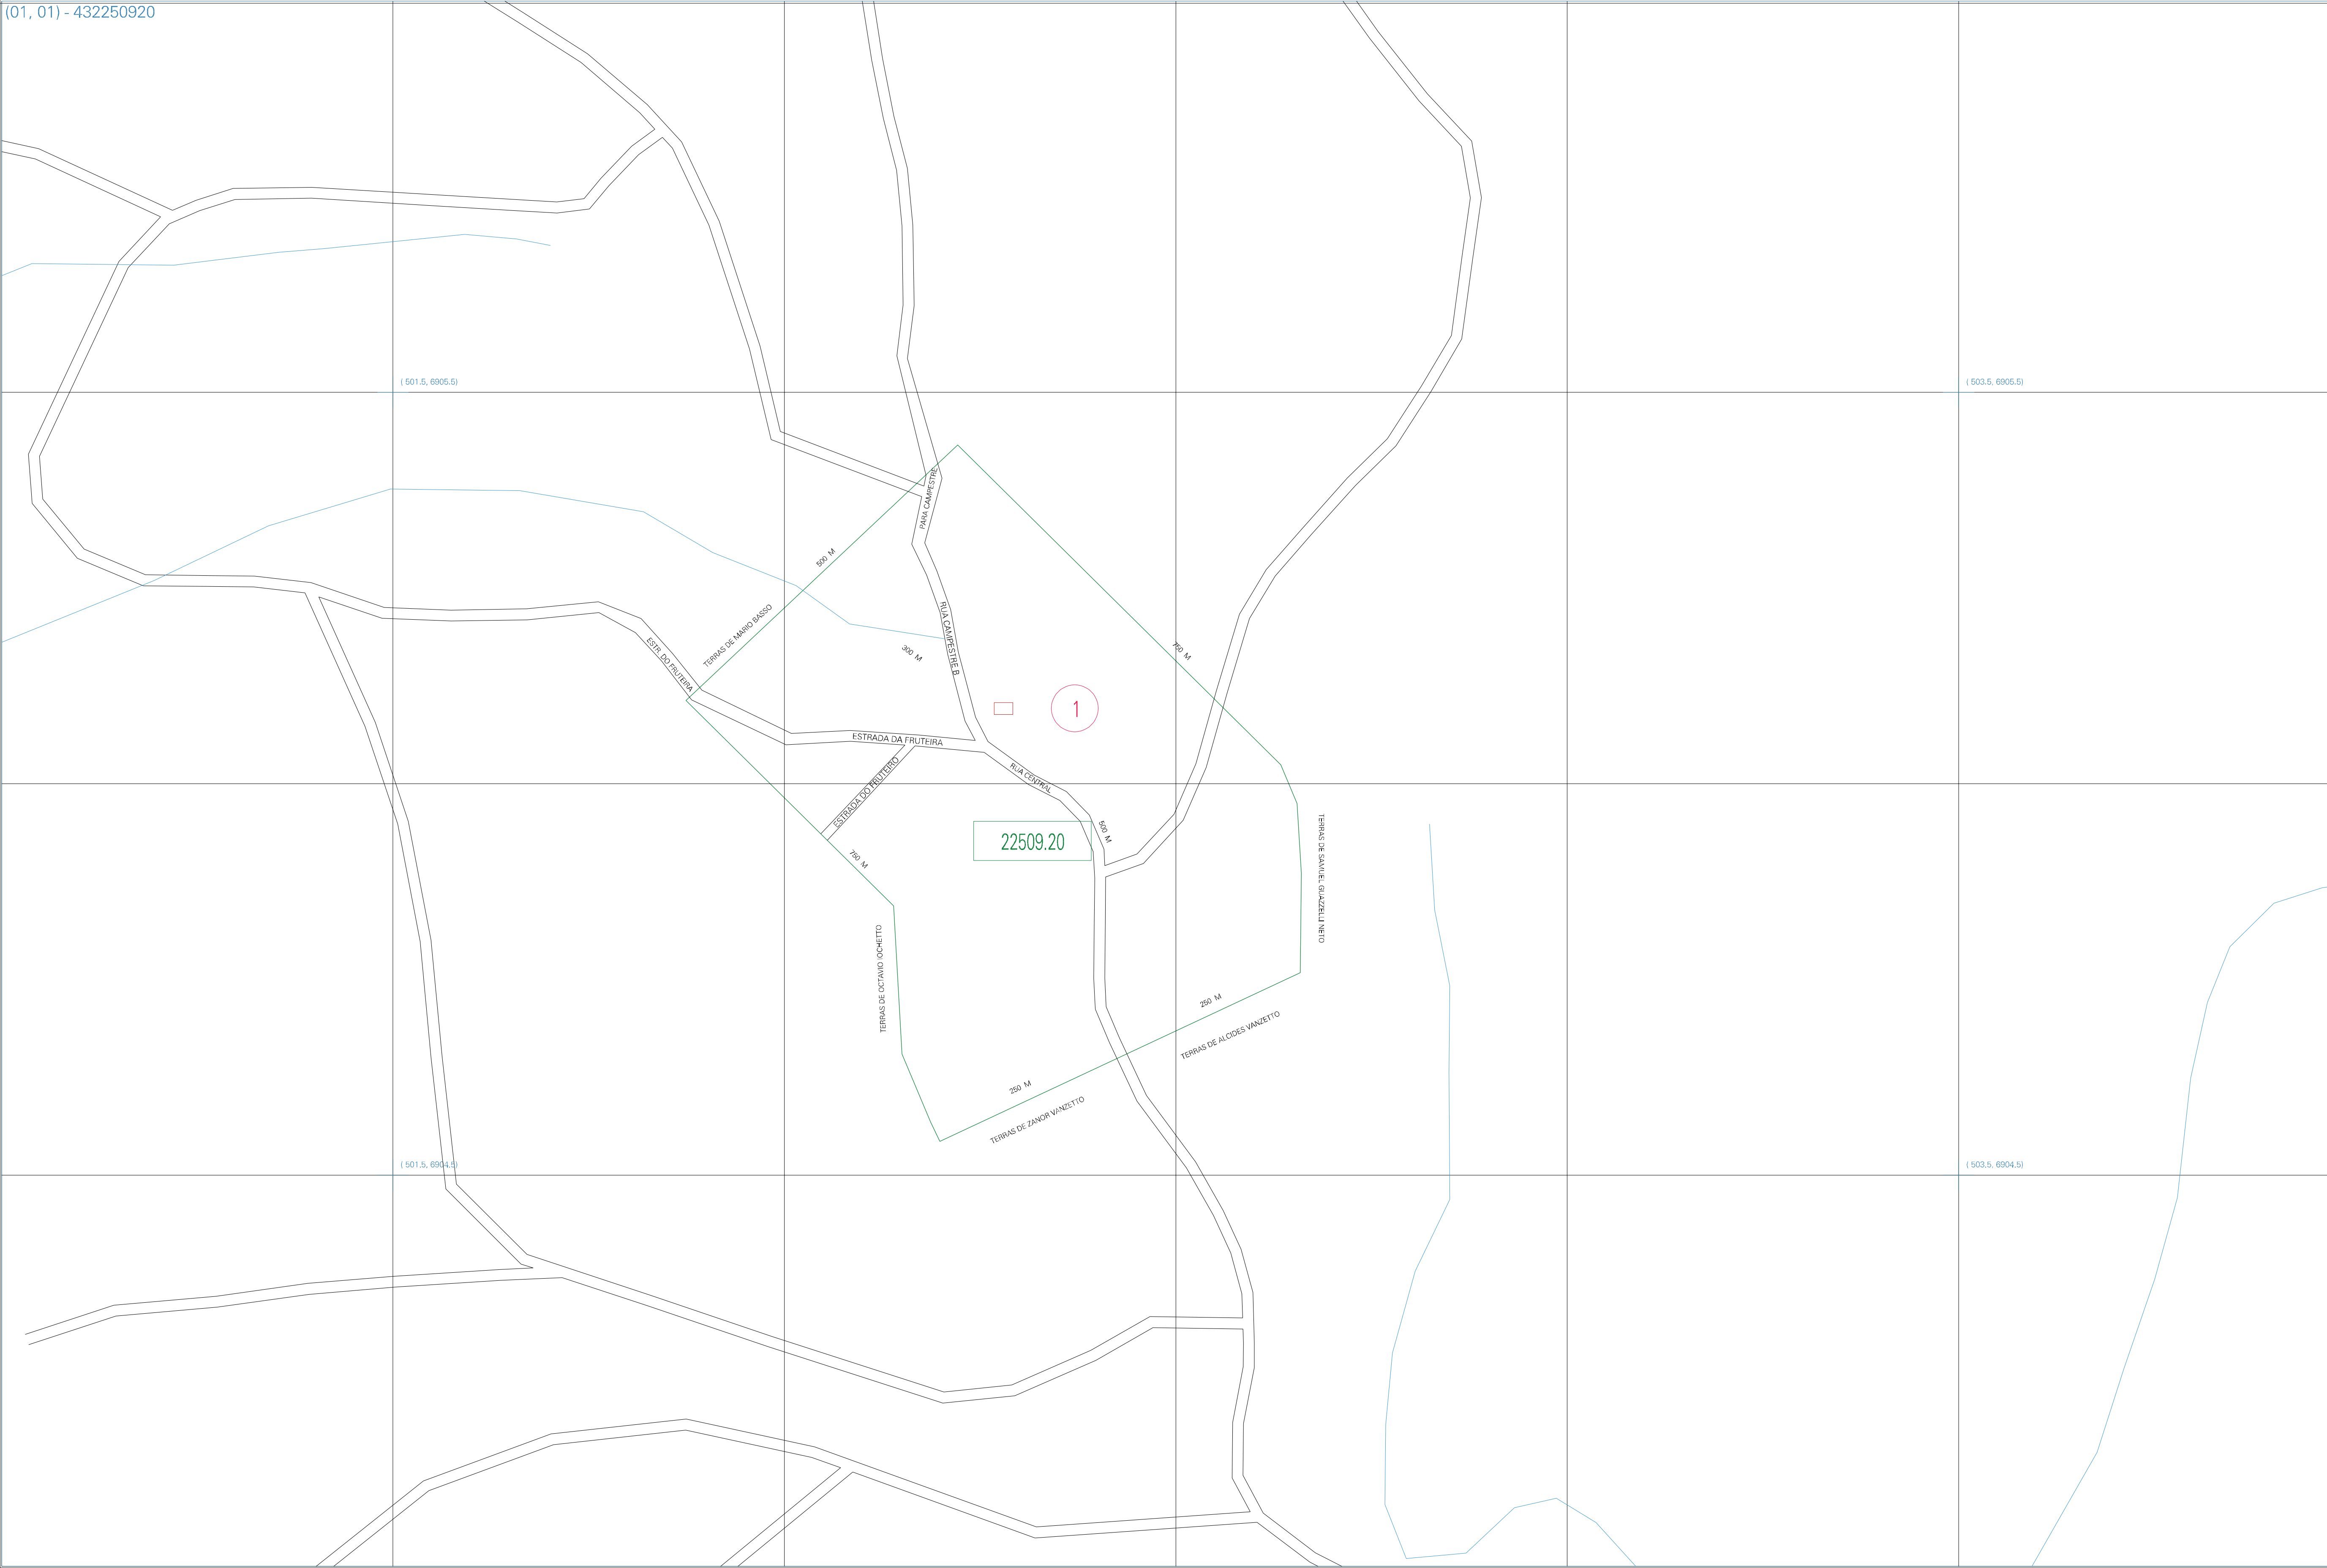 (01, 01) - 432250920
( 501.5, 6905.5)
( 503.5, 6905.5)
PARA CAMPESTRE
500 M
TERRAS DE MARIO BASSO
ESTR. DO FRUTEIRA
300 M
RUA CAMPESTRE B
750 M
1
ESTRADA DA FRUTEIRA
ESTRADA DO FRUTEIRO
RUA CENTRAL
500 M
22509.20
750 M
TERRAS DE SAMUEL GUAZZELLI NETO
TERRAS DE OCTAVIO IOCHETTO
250 M
TERRAS DE ALCIDES VANZETTO
250 M
TERRAS DE ZANOR VANZETTO
( 501.5, 6904.5)
( 503.5, 6904.5)